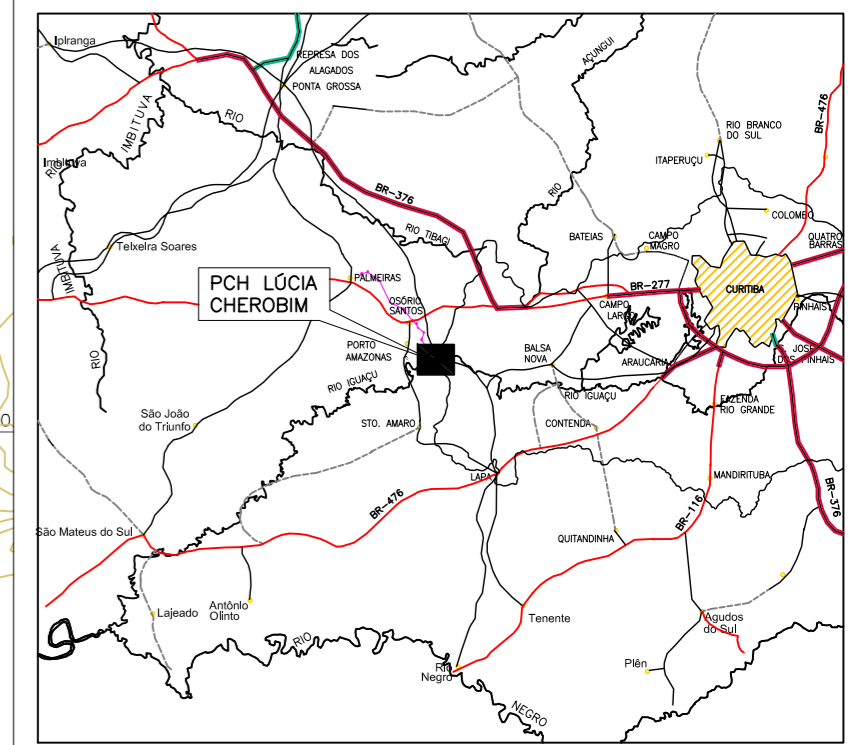 IpIranga
REPRESA DOS
ALAGADOS
PONTA GROSSA
AÇUNGUI
IMBITUVA
RIO
BR-476
RIO BRANCO
DO SUL
ITAPERUÇU
Imbituva
RIO
BR-376
RIO
COLOMBO
RIO TIBAGI
BATEIAS
CAMPO
MAGRO
QUATRO
BARRAS
TeIxeIra Soares
IMBITUVA
PALMEIRAS
BR-277
CURITIBA
PCH LÚCIA
CHEROBIM
OSÓRIO
SANTOS
CAMPO
LARGO
PINHAIS
PORTO
AMAZONAS
BALSA
NOVA
ARAUCÁRIA
JOSÉ
DOS PINHAIS
RIO
RIO IGUAÇU
RIO IGUAÇU
FAZENDA
RIO GRANDE
São João
do Triunfo
STO. AMARO
CONTENDA
0
LAPA
MANDIRITUBA
BR-476
BR-116
BR-376
São Mateus do Sul
QUITANDINHA
Lajeado
AntônIo
OlInto
Tenente
Agudos
do Sul
RIO
RIo
Negro
PIên
NEGRO